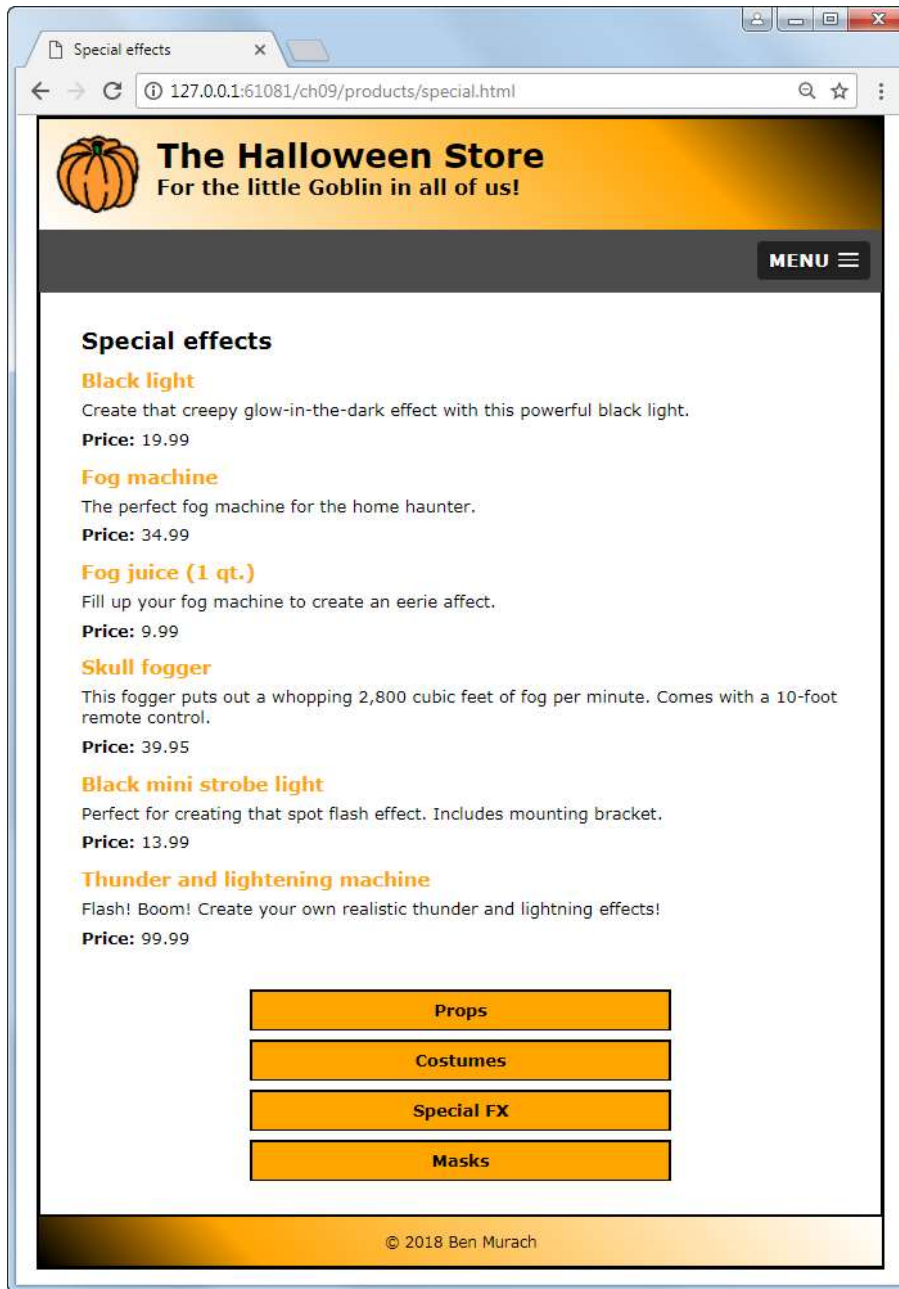 Special effects
127.0.0.1:61081/ch09/products/special.html
The Halloween Store
For the little Goblin in all of us!
MENU
Special effects
Black light
Create that creepy glow-in-the-dark effect with this powerful black light.
Price: 19.99
Fog machine
The perfect fog machine for the home haunter.
Price: 34.99
Fog juice (1 qt.)
Fill up your fog machine to create an eerie affect.
Price: 9.99
Skull fogger
This fogger puts out a whopping 2,800 cubic feet of fog per minute. Comes with a 10-foot
remote control.
Price: 39.95
Black mini strobe light
Perfect for creating that spot flash effect. Includes mounting bracket.
Price: 13.99
Thunder and lightening machine
Flash! Boom! Create your own realistic thunder and lightning effects!
Price: 99.99
Props
Costumes
Special FX
Masks
© 2018 Ben Murach